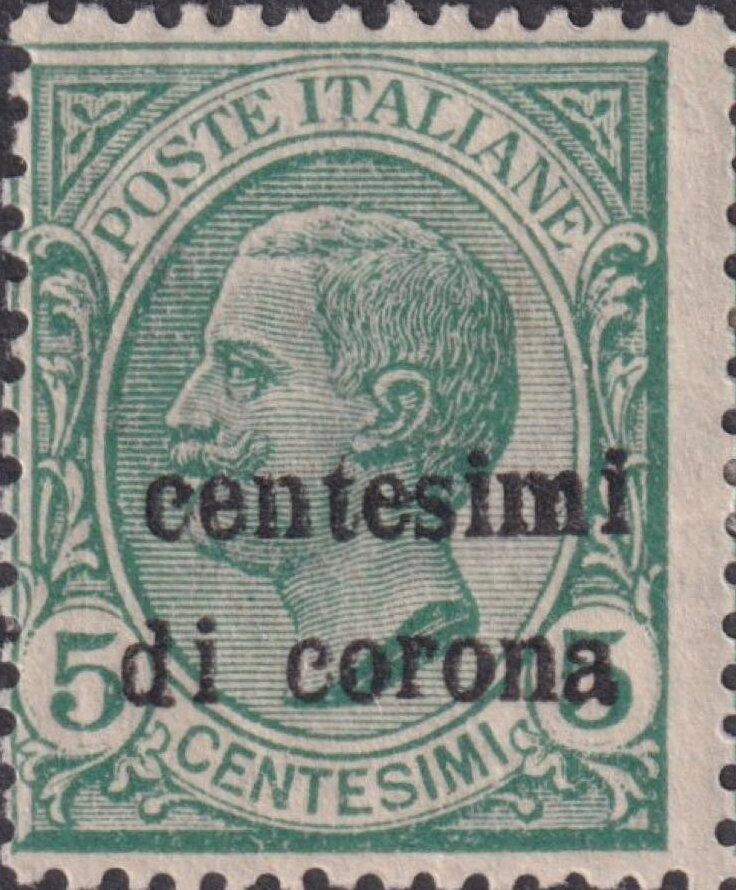 POSTE ITALIANE
centesimi
di corona
5 5
CENTESIMI